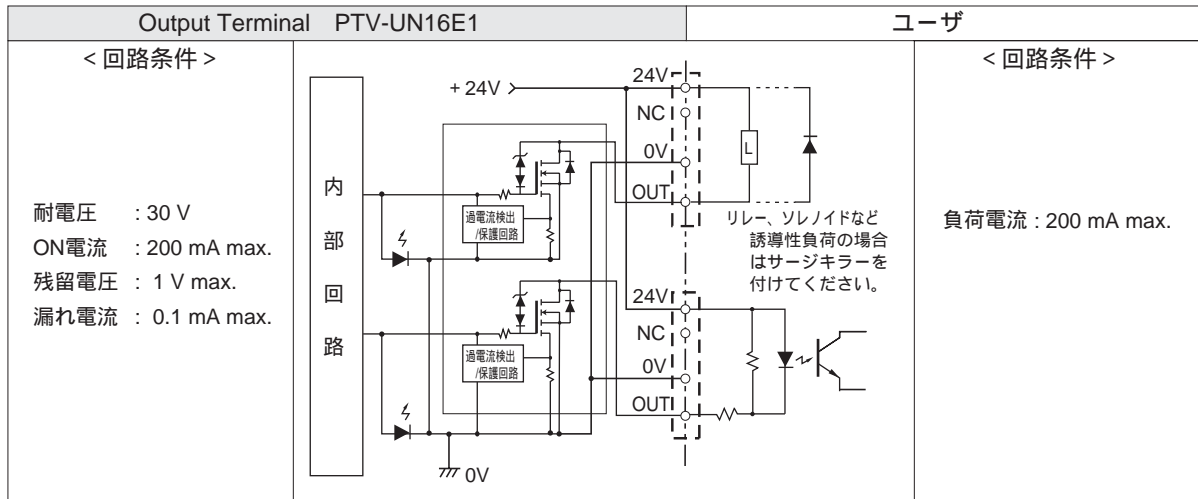 Output Terminal PTV-UN16E1
ユーザ
<回路条件>
耐電圧 : 30 V
ON電流 : 200 mA max.
残留電圧 : 1 V max.
漏れ電流 : 0.1 mA max.
内部回路
+24V
過電流検出
/保護回路
過電流検出
/保護回路
0V
24V
NC
0V
OUT
L
リレー、ソレノイドなど
誘導性負荷の場合
はサージキラーを
付けてください。
24V
NC
0V
OUT
<回路条件>
負荷電流 : 200 mA max.